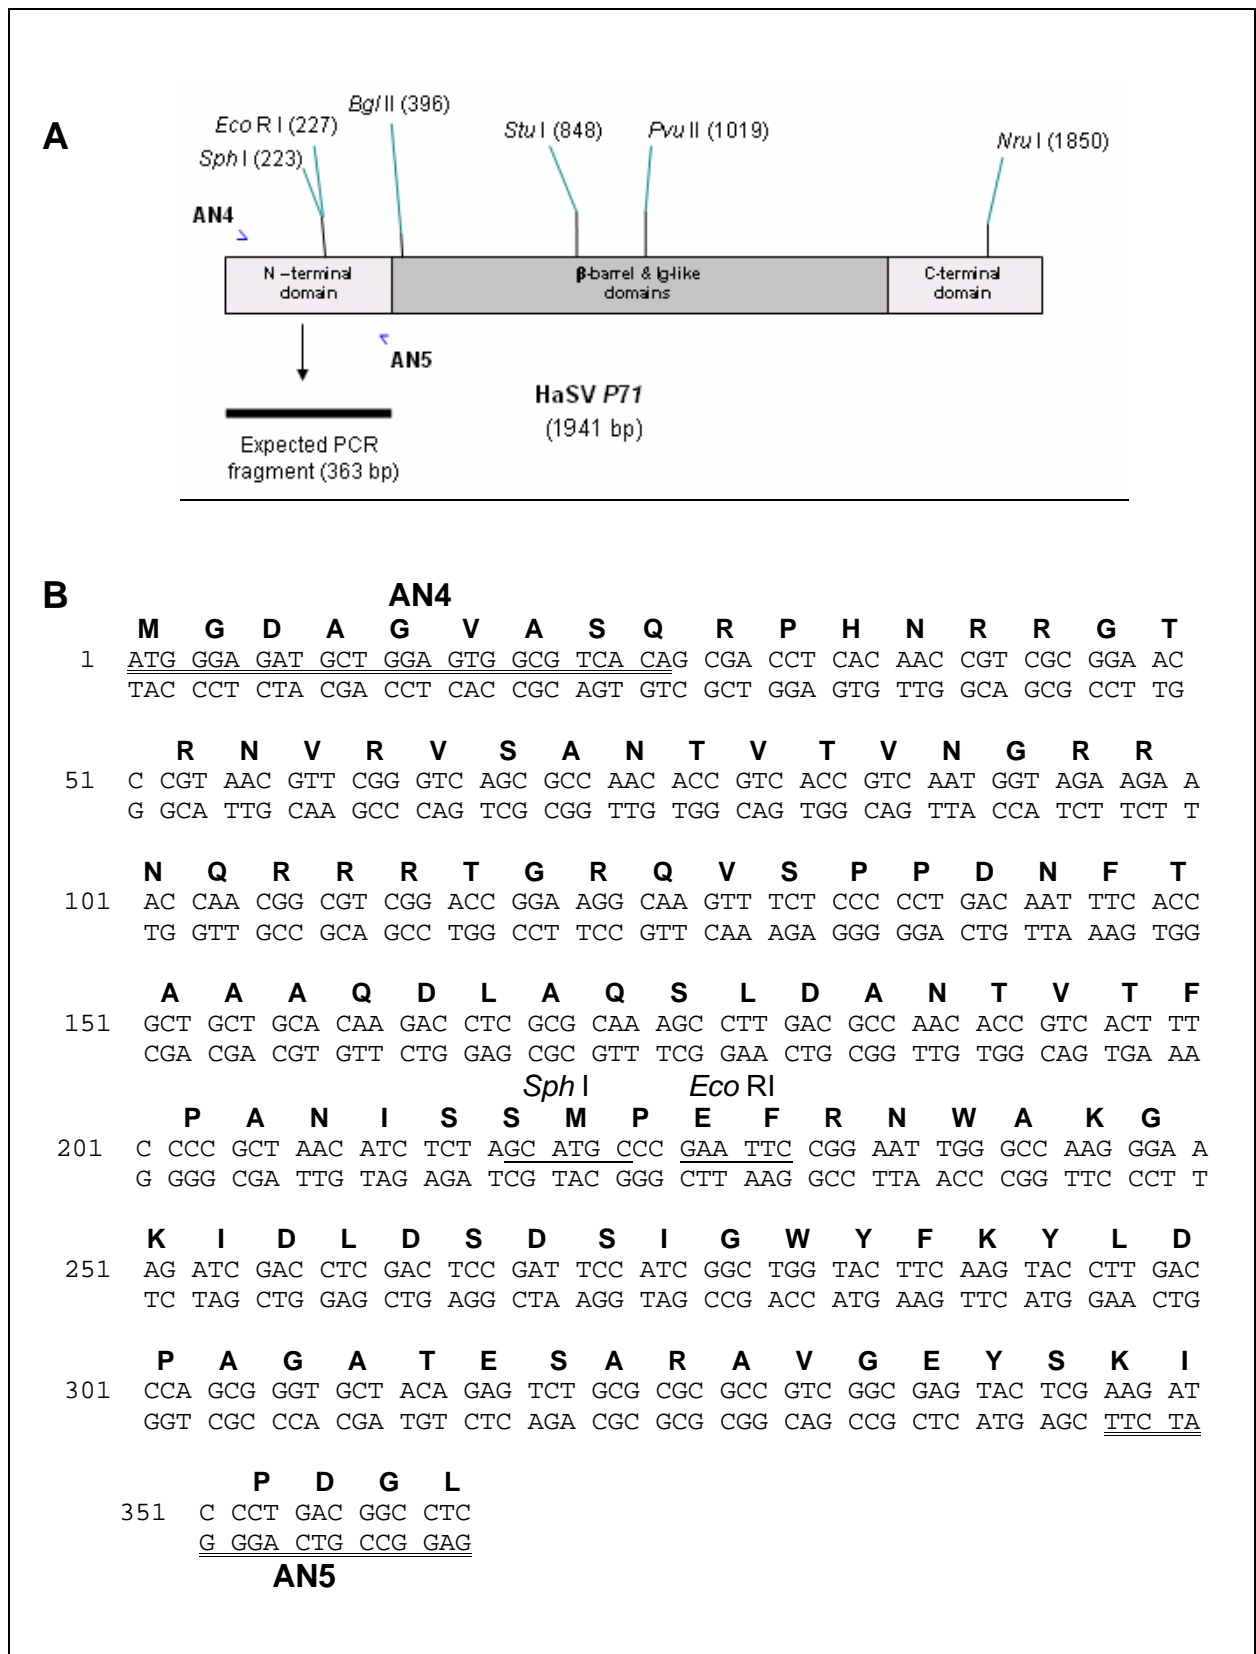 A
Bgl II (396)
Eco R I (227)
Stu I (848)
Pvu II (1019)
Nru I (1850)
Sph I (223)
AN4
N –terminal
domain
β-barrel & Ig-like
domains
C-terminal
domain
AN5
HaSV P71
(1941 bp)
Expected PCR
fragment (363 bp)
B
AN4
M G D A G V A S Q R P H N R R G T
1 ATG GGA GAT GCT GGA GTG GCG TCA CAG CGA CCT CAC AAC CGT CGC GGA AC
TAC CCT CTA CGA CCT CAC CGC AGT GTC GCT GGA GTG TTG GCA GCG CCT TG
R N V R V S A N T V T V N G R R
51 C CGT AAC GTT CGG GTC AGC GCC AAC ACC GTC ACC GTC AAT GGT AGA AGA A
G GCA TTG CAA GCC CAG TCG CGG TTG TGG CAG TGG CAG TTA CCA TCT TCT T
N Q R R R T G R Q V S P P D N F T
101 AC CAA CGG CGT CGG ACC GGA AGG CAA GTT TCT CCC CCT GAC AAT TTC ACC
TG GTT GCC GCA GCC TGG CCT TCC GTT CAA AGA GGG GGA CTG TTA AAG TGG
A A A Q D L A Q S L D A N T V T F
151 GCT GCT GCA CAA GAC CTC GCG CAA AGC CTT GAC GCC AAC ACC GTC ACT TT
CGA CGA CGT GTT CTG GAG CGC GTT TCG GAA CTG CGG TTG TGG CAG TGA AA
Sph I Eco RI
P A N I S S M P E F R N W A K G
201 C CCC GCT AAC ATC TCT AGC ATG CCC GAA TTC CGG AAT TGG GCC AAG GGA A
G GGG CGA TTG TAG AGA TCG TAC GGG CTT AAG GCC TTA ACC CGG TTC CCT T
K I D L D S D S I G W Y F K Y L D
251 AG ATC GAC CTC GAC TCC GAT TCC ATC GGC TGG TAC TTC AAG TAC CTT GAC
TC TAG CTG GAG CTG AGG CTA AGG TAG CCG ACC ATG AAG TTC ATG GAA CTG
P A G A T E S A R A V G E Y S K I
301 CCA GCG GGT GCT ACA GAG TCT GCG CGC GCC GTC GGC GAG TAC TCG AAG AT
GGT CGC CCA CGA TGT CTC AGA CGC GCG CGG CAG CCG CTC ATG AGC TTC TA
P D G L
351 C CCT GAC GGC CTC
G GGA CTG CCG GAG
AN5